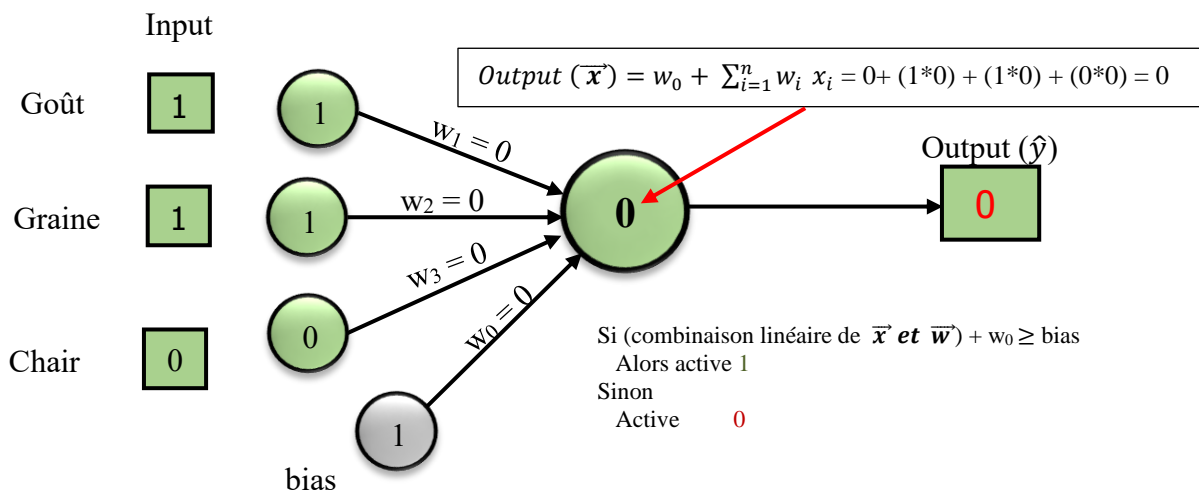 Input
Output (x⃗) = w₀ + ∑ⁿᵢ₌₁ wᵢ xᵢ = 0+ (1*0) + (1*0) + (0*0) = 0
Goût
1
1
w₁ = 0
Output (ŷ)
Graine
1
1
w₂ = 0
0
0
w₃ = 0
Chair
0
0
w₀ = 0
1
bias
Si (combinaison linéaire de x⃗ et w⃗) + w₀ ≥ bias
Alors active 1
Sinon
Active 0